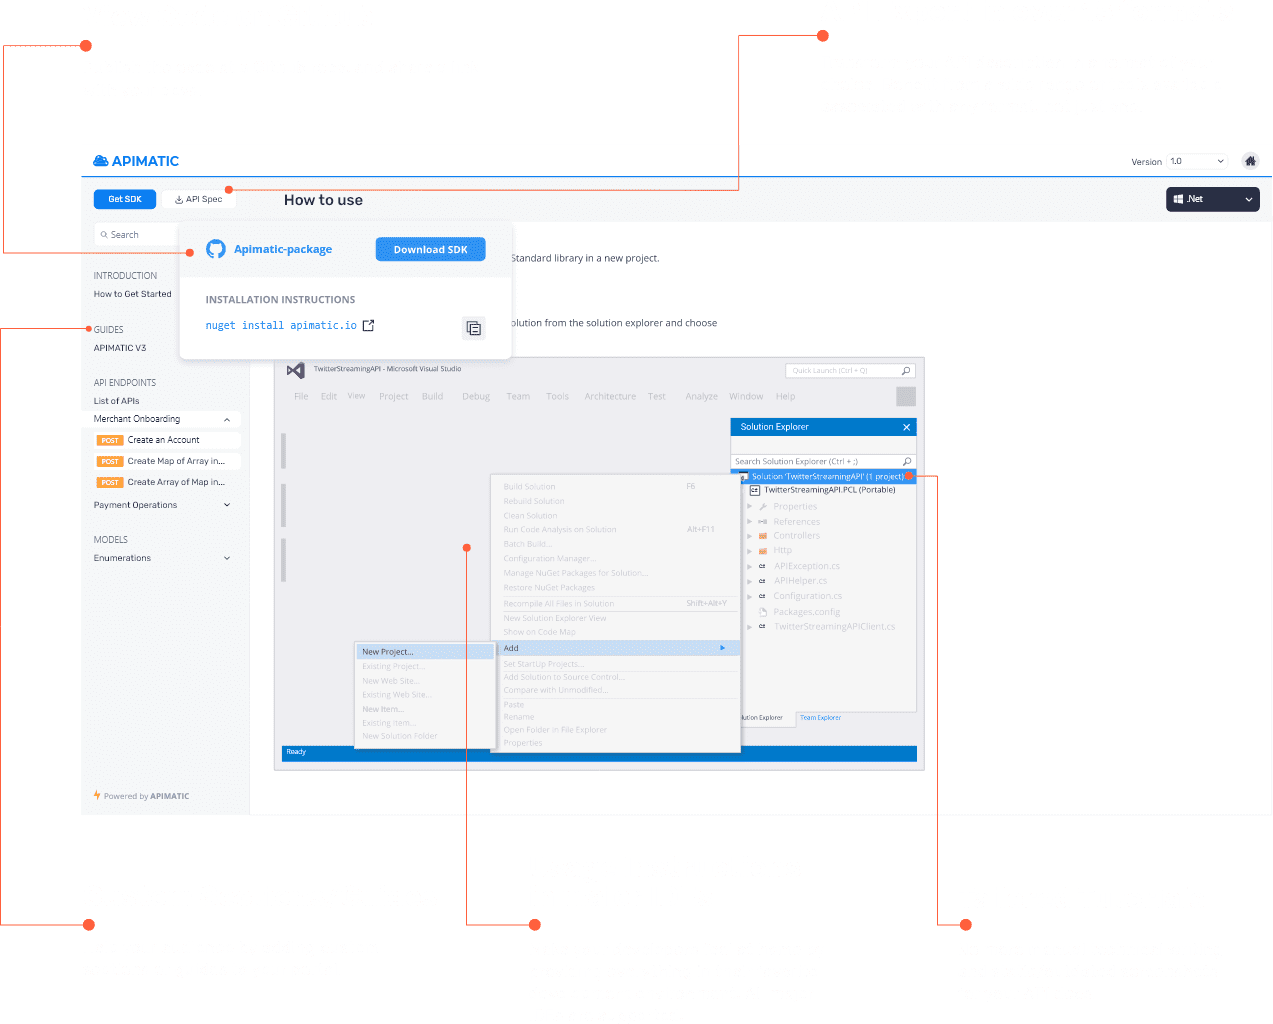 APIMATIC
Version 1.0
Get SDK
API Spec
How to use
.Net
Search
Apimatic-package
Download SDK
Standard library in a new project.
INTRODUCTION
How to Get Started
INSTALLATION INSTRUCTIONS
nuget install apimatic.io
olution from the solution explorer and choose
GUIDES
APIMATIC V3
API ENDPOINTS
List of APIs
Merchant Onboarding
POST Create an Account
POST Create Map of Array in...
POST Create Array of Map in...
Payment Operations
MODELS
Enumerations
Powered by APIMATIC
TwitterStreamingAPI - Microsoft Visual Studio
Quick Launch (Ctrl + Q)
File Edit View Project Build Debug Team Tools Architecture Test Analyze Window Help
Solution Explorer
Search Solution Explorer (Ctrl + ;)
Solution 'TwitterStreamingAPI' (1 project)
TwitterStreamingAPI.PCL (Portable)
Properties
References
Controllers
Http
APIException.cs
APIHelper.cs
Configuration.cs
Packages.config
TwitterStreamingAPIClient.cs
lution Explorer
Team Explorer
Build Solution F6
Rebuild Solution
Clean Solution
Run Code Analysis on Solution Alt+F11
Batch Build...
Configuration Manager...
Manage NuGet Packages for Solution...
Restore NuGet Packages
Recompile All Files in Solution Shift+Alt+Y
New Solution Explorer View
Show on Code Map
Add
Set StartUp Projects...
Add Solution to Source Control...
Compare with Unmodified...
Paste
Rename
Open Folder in File Explorer
Properties
New Project...
Existing Project...
New Web Site...
Existing Web Site...
New Item...
Existing Item...
New Solution Folder
Ready